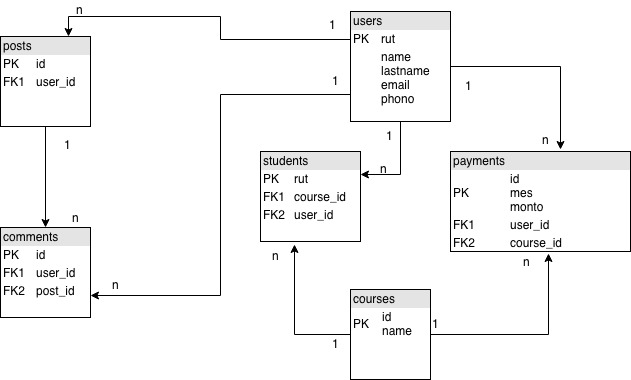 n
1
users
PK rut
name
lastname
email
phono
posts
PK id
FK1 user_id
1
1
1
1
n
n
students
PK rut
FK1 course_id
FK2 user_id
payments
id
PK mes
monto
FK1 user_id
FK2 course_id
n
comments
PK id
FK1 user_id
FK2 post_id
n
n
n
courses
id
PK name
1
1